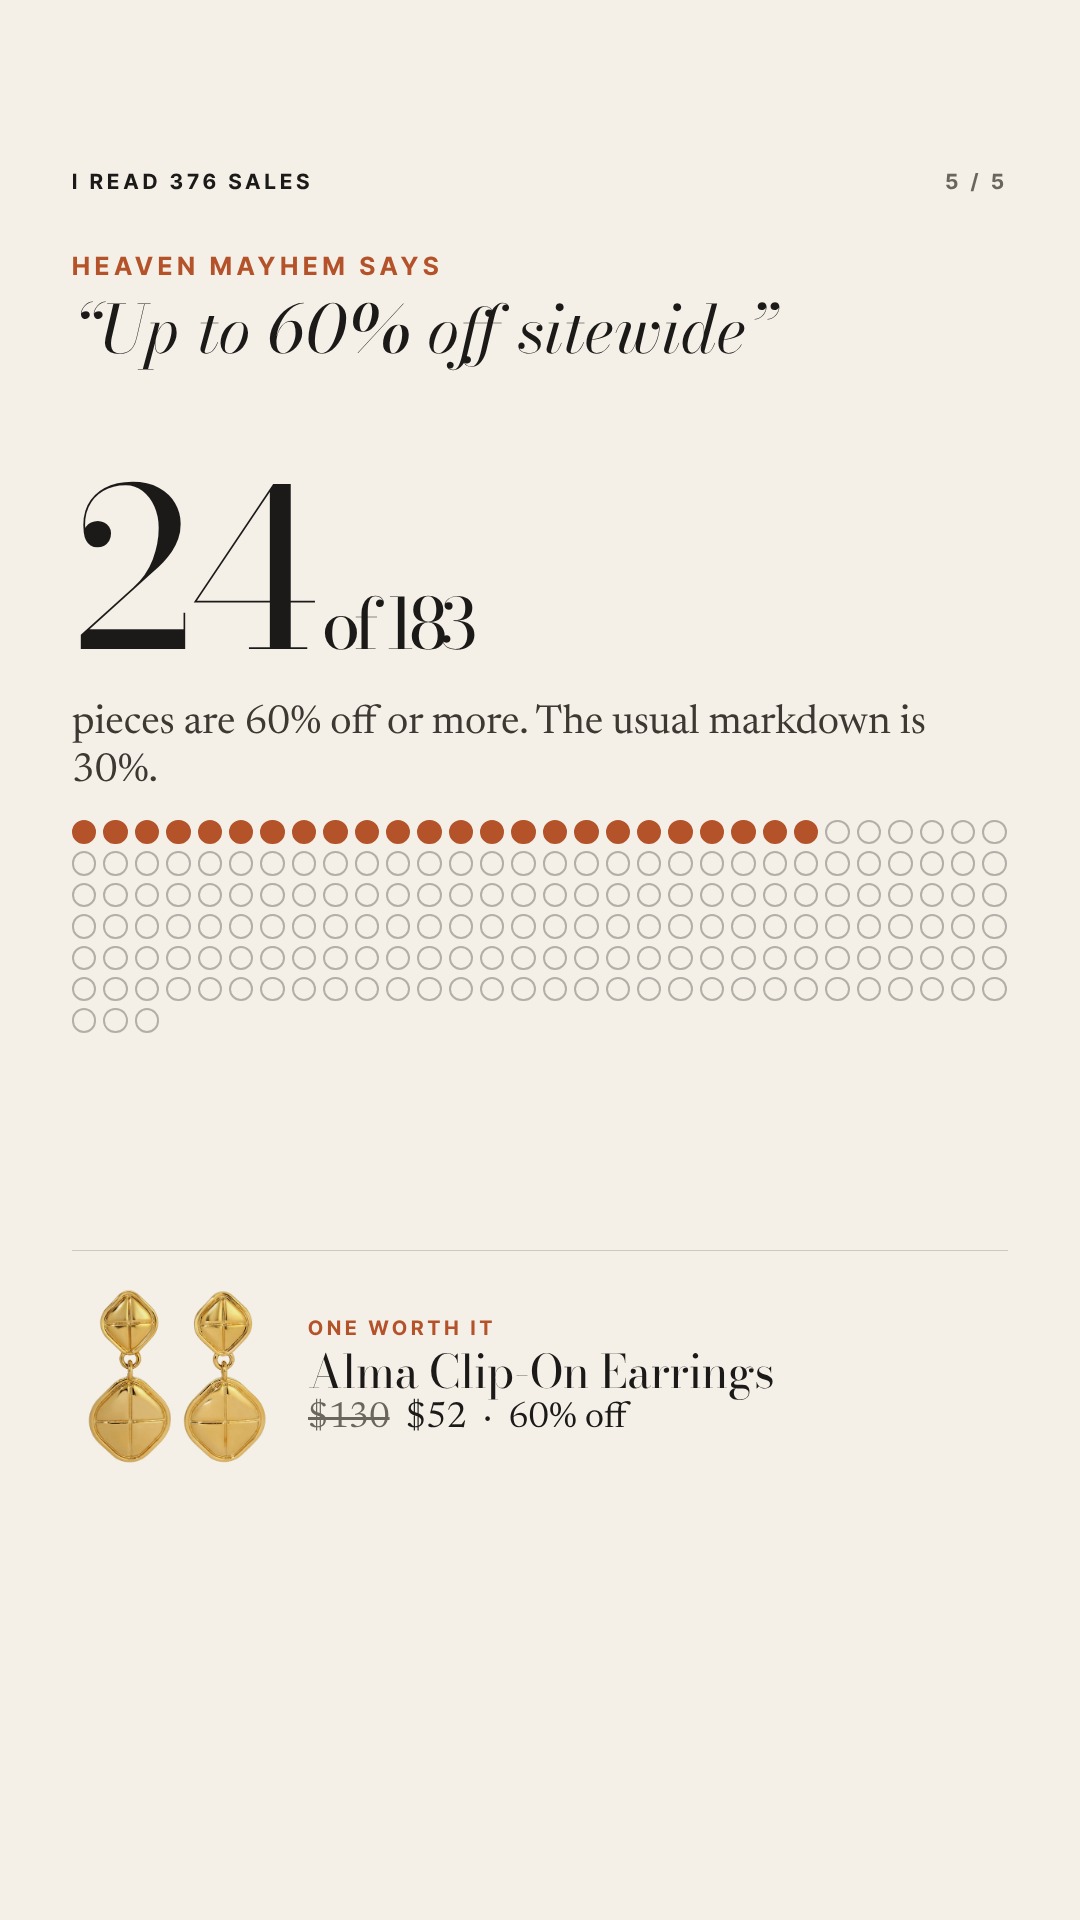 I READ 376 SALES
5 / 5
HEAVEN MAYHEM SAYS
“Up to 60% off sitewide”
24 of 183
pieces are 60% off or more. The usual markdown is
30%.
ONE WORTH IT
Alma Clip-On Earrings
$130 $52 · 60% off